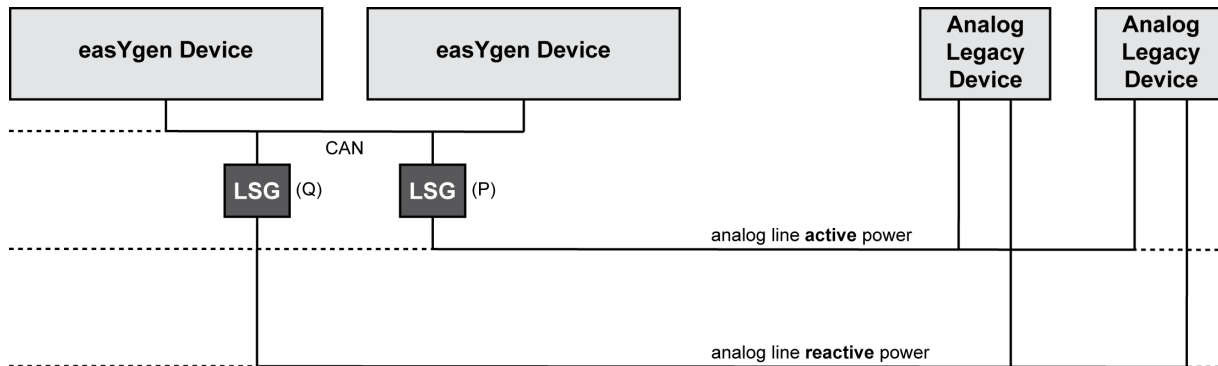 easYgen Device
easYgen Device
Analog
Legacy
Device
Analog
Legacy
Device
CAN
LSG (Q)
LSG (P)
analog line active power
analog line reactive power